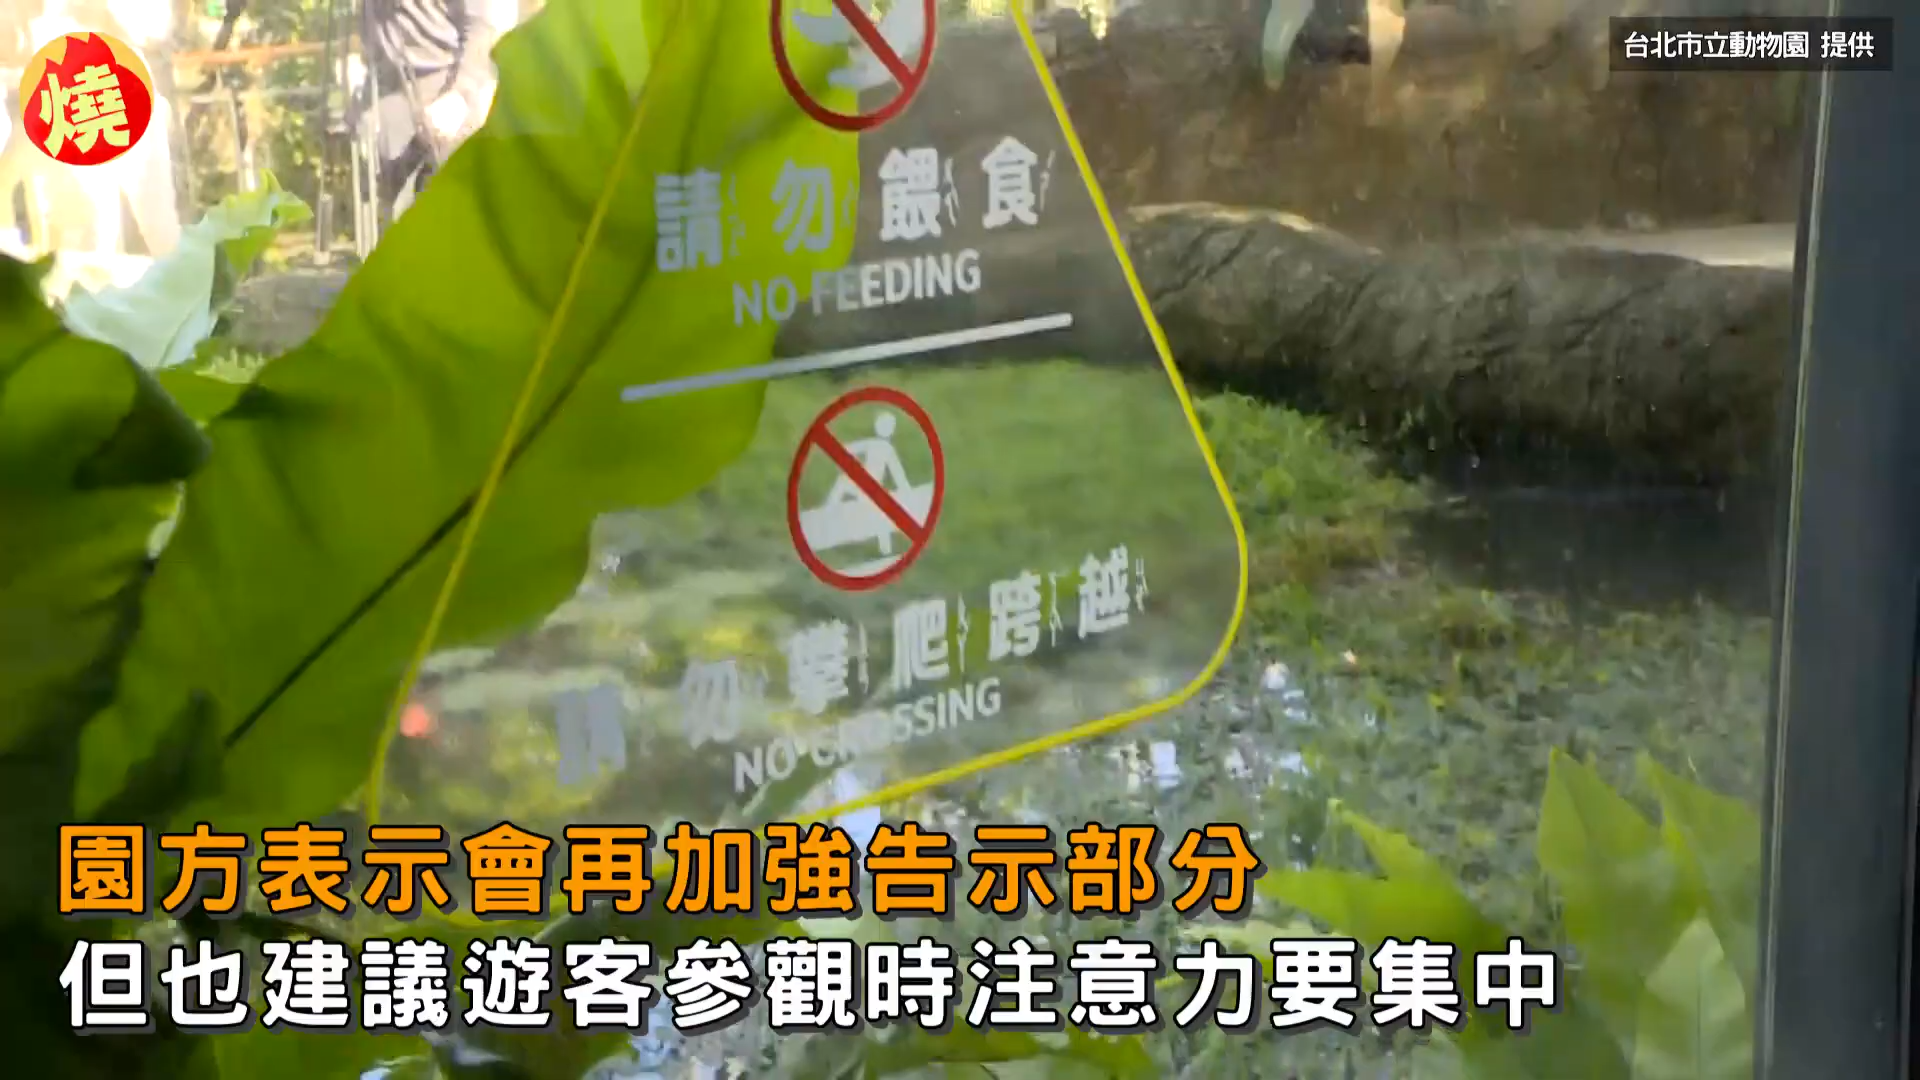 燒
台北市立動物園 提供
請勿餵食
NO FEEDING
請勿攀爬跨越
NO CROSSING
園方表示會再加強告示部分
但也建議遊客參觀時注意力要集中